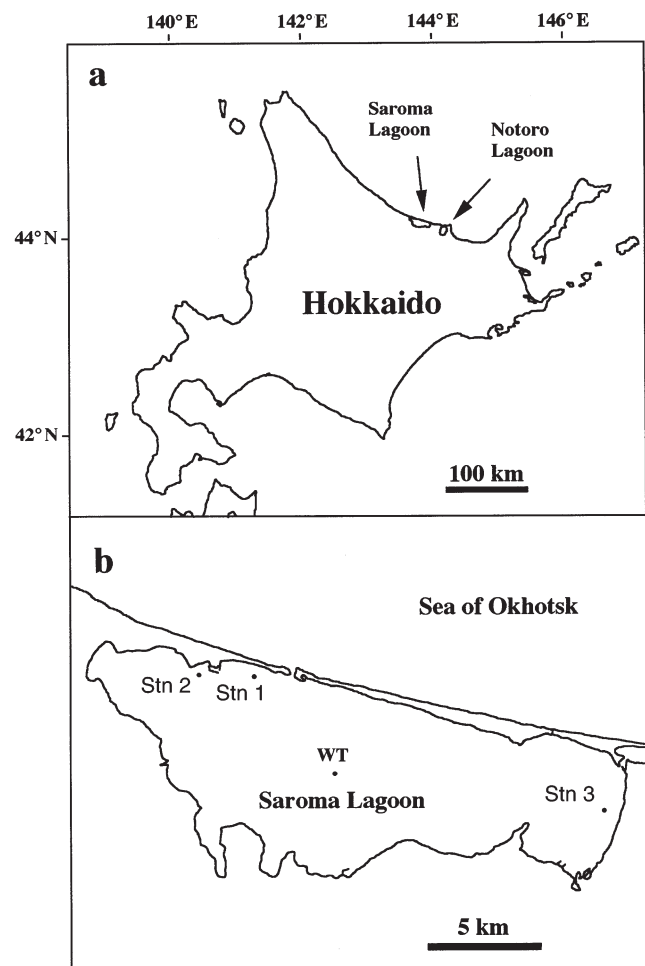 140° E 142° E 144° E 146° E
a
Saroma
Lagoon
Notoro
Lagoon
44° N
Hokkaido
42° N
100 km
b
Sea of Okhotsk
Stn 2
Stn 1
WT
Saroma Lagoon
Stn 3
5 km